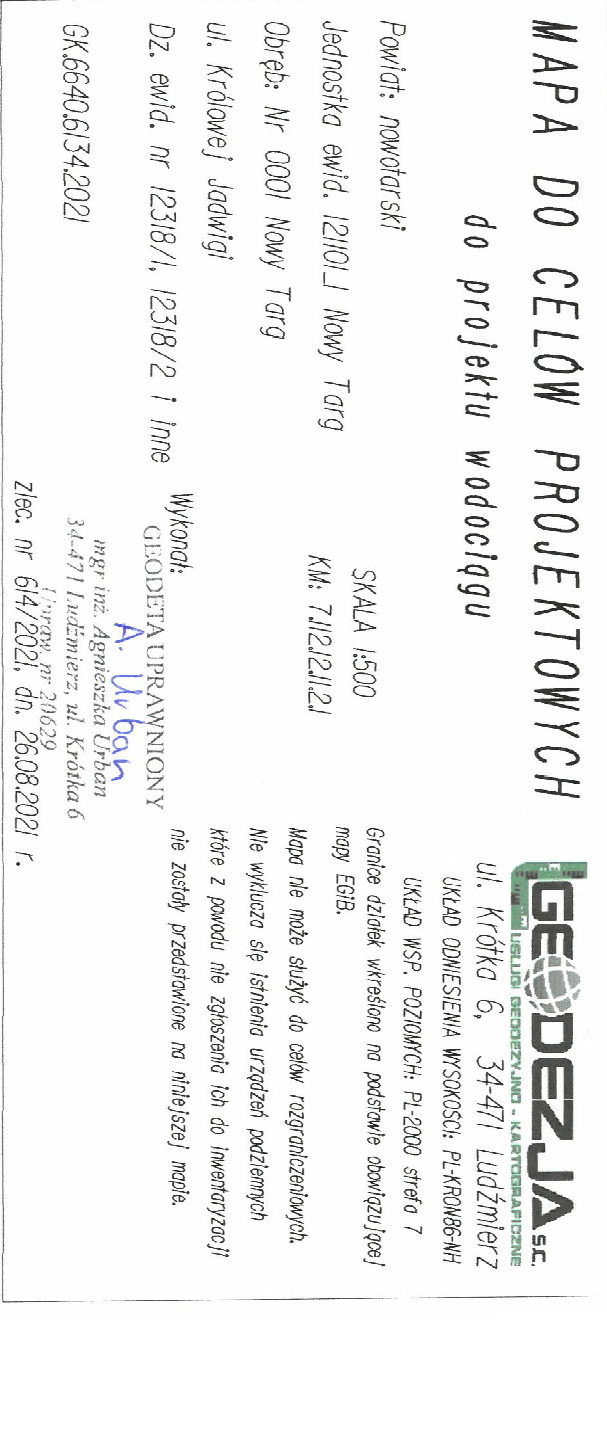 MAPA DO CELÓW PROJEKTOWYCH
do projektu wodociągu
Powiat: nowotarski
Jednostka ewid. 121101_1 Nowy Targ
Obręb: Nr 0001 Nowy Targ
ul. Królowej Jadwigi
Dz. ewid. nr 12318/1, 12318/2 i inne
GK.6640.6134.2021
SKALA 1:500
KM: 7.112.12.11.2.1
Wykonał:
GEODETA UPRAWNIONY
A. Urban
mgr inż. Agnieszka Urban
34-471 Ludźmierz, ul. Krótka 6
Upraw. nr 20629
zlec. nr 614/2021, dn. 26.08.2021 r.
GEODEZJA s.c.
USŁUGI GEODEZYJNO - KARTOGRAFICZNE
ul. Krótka 6, 34-471 Ludźmierz
UKŁAD ODNIESIENIA WYSOKOŚCI: PL-KRON86-NH
UKŁAD WSP. POZIOMYCH: PL-2000 strefa 7
Granice działek wkreślono na podstawie obowiązującej
mapy EGiB.
Mapa nie może służyć do celów rozgraniczeniowych.
Nie wyklucza się istnienia urządzeń podziemnych
które z powodu nie zgłoszenia ich do inwentaryzacji
nie zostały przedstawione na niniejszej mapie.